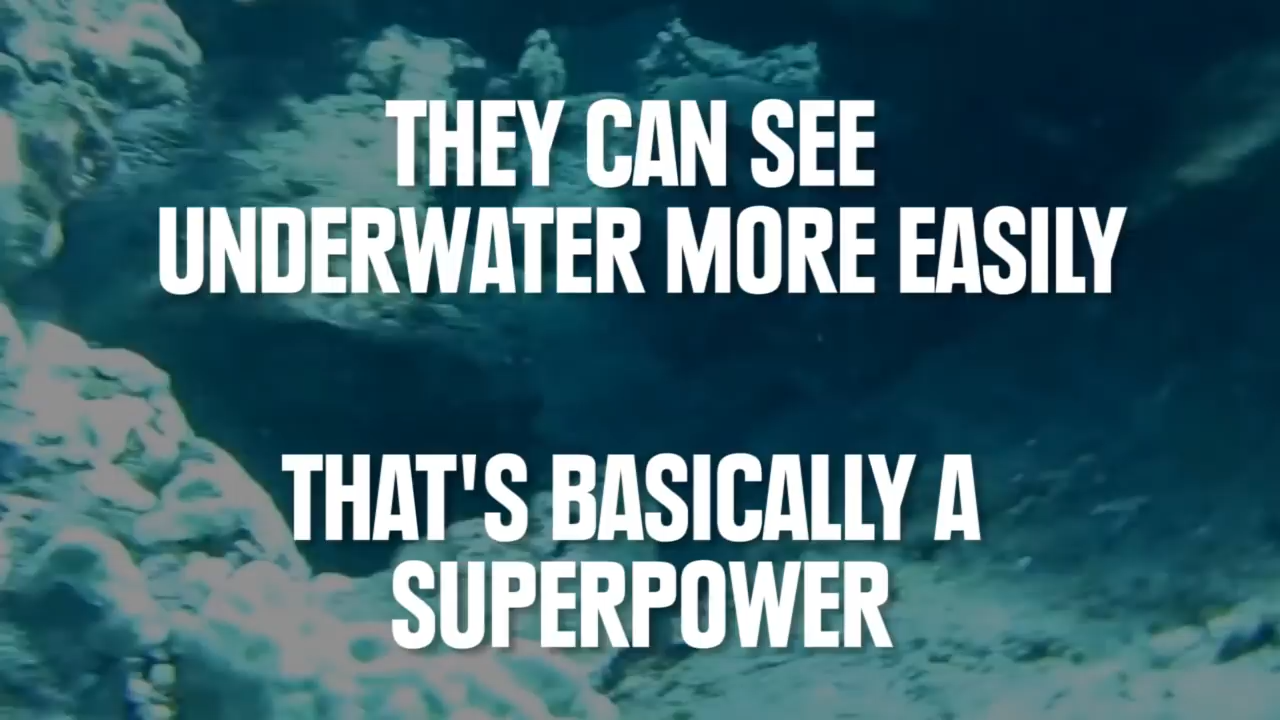 THEY CAN SEE
UNDERWATER MORE EASILY
THAT'S BASICALLY A
SUPERPOWER